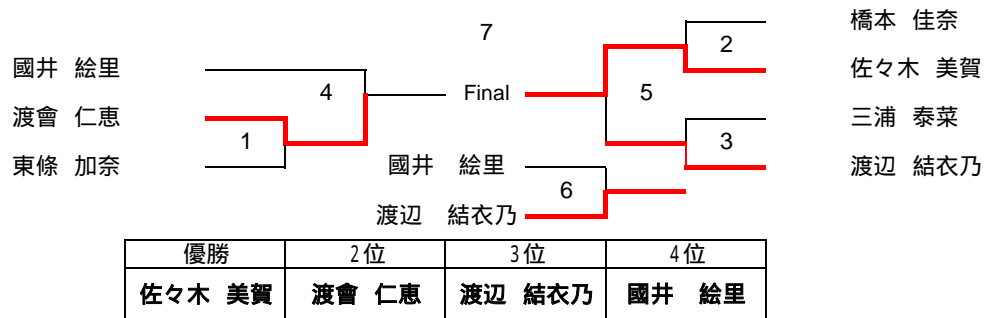 橋本 佳奈
7
2
國井 絵里
佐々木 美賀
4
Final
5
渡會 仁恵
三浦 泰菜
1
3
東條 加奈
國井 絵里
渡辺 結衣乃
6
渡辺 結衣乃
優勝 2位 3位 4位
佐々木 美賀 渡會 仁恵 渡辺 結衣乃 國井 絵里